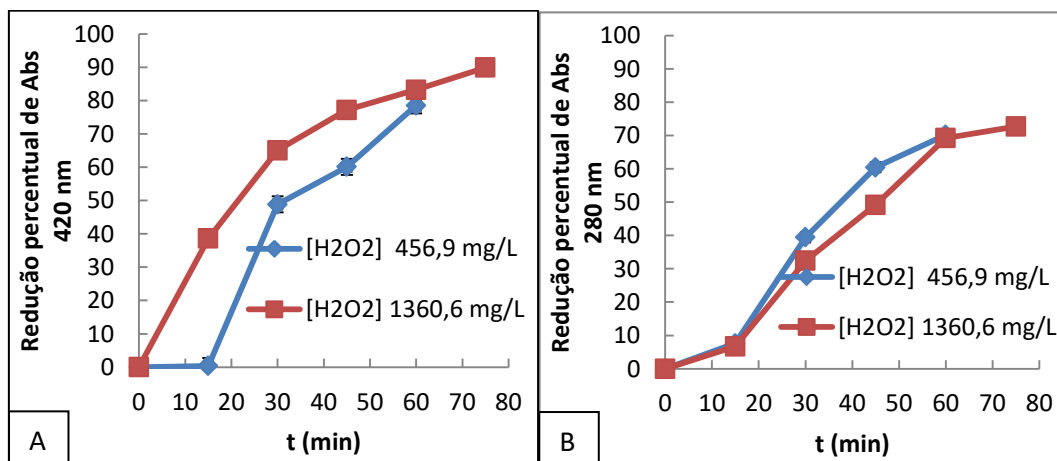 Redução percentual de Abs
420 nm
100
90
80
70
60
50
40
30
20
10
0
[H2O2] 456,9 mg/L
[H2O2] 1360,6 mg/L
0 10 20 30 40 50 60 70 80
t (min)
A
Redução percentual de Abs
280 nm
100
90
80
70
60
50
40
30
20
10
0
[H2O2] 456,9 mg/L
[H2O2] 1360,6 mg/L
0 10 20 30 40 50 60 70 80
t (min)
B